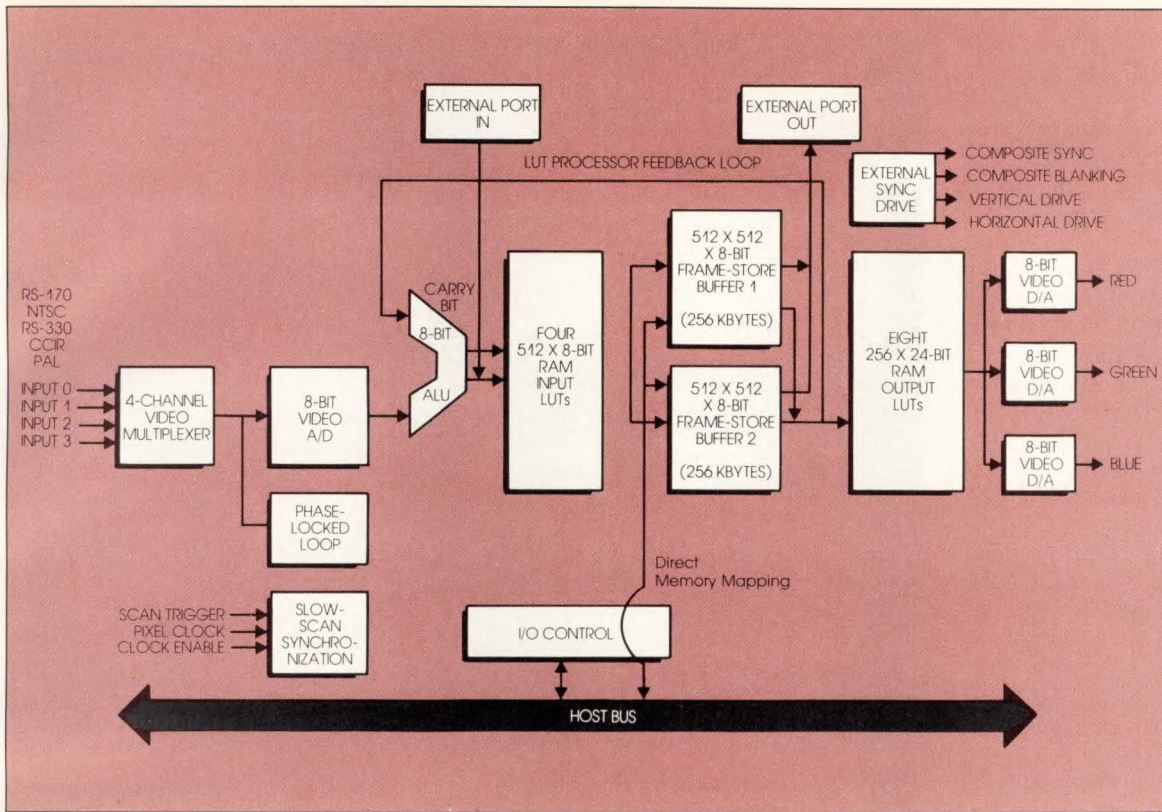 EXTERNAL PORT
IN
EXTERNAL PORT
OUT
LUT PROCESSOR FEEDBACK LOOP
EXTERNAL
SYNC
DRIVE
COMPOSITE SYNC
COMPOSITE BLANKING
VERTICAL DRIVE
HORIZONTAL DRIVE
RS-170
NTSC
RS-330
CCIR
PAL
INPUT 0
INPUT 1
INPUT 2
INPUT 3
4-CHANNEL
VIDEO
MULTIPLEXER
8-BIT
VIDEO
A/D
PHASE-
LOCKED
LOOP
CARRY
BIT
8-BIT
ALU
FOUR
512 X 8-BIT
RAM
INPUT
LUTs
512 X 512
X 8-BIT
FRAME-STORE
BUFFER 1
(256 KBYTES)
512 X 512
X 8-BIT
FRAME-STORE
BUFFER 2
(256 KBYTES)
EIGHT
256 X 24-BIT
RAM
OUTPUT
LUTs
8-BIT
VIDEO
D/A
RED
8-BIT
VIDEO
D/A
GREEN
8-BIT
VIDEO
D/A
BLUE
Direct
Memory Mapping
SCAN TRIGGER
PIXEL CLOCK
CLOCK ENABLE
SLOW-
SCAN
SYNCHRO-
NIZATION
I/O CONTROL
HOST BUS